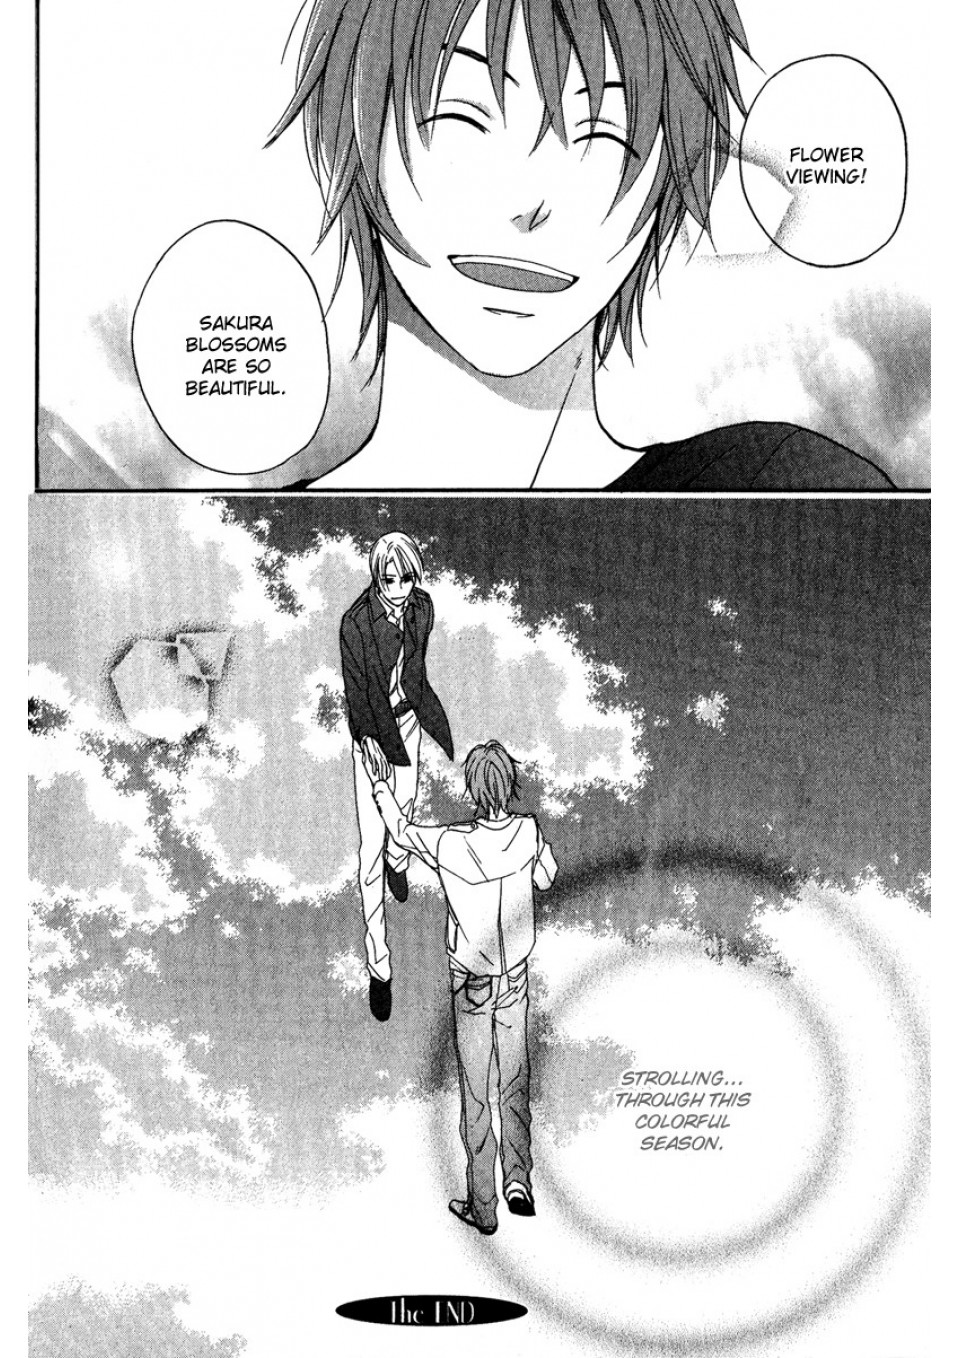 FLOWER
VIEWING!
SAKURA
BLOSSOMS
ARE SO
BEAUTIFUL.
STROLLING...
THROUGH THIS
COLORFUL
SEASON.
The END